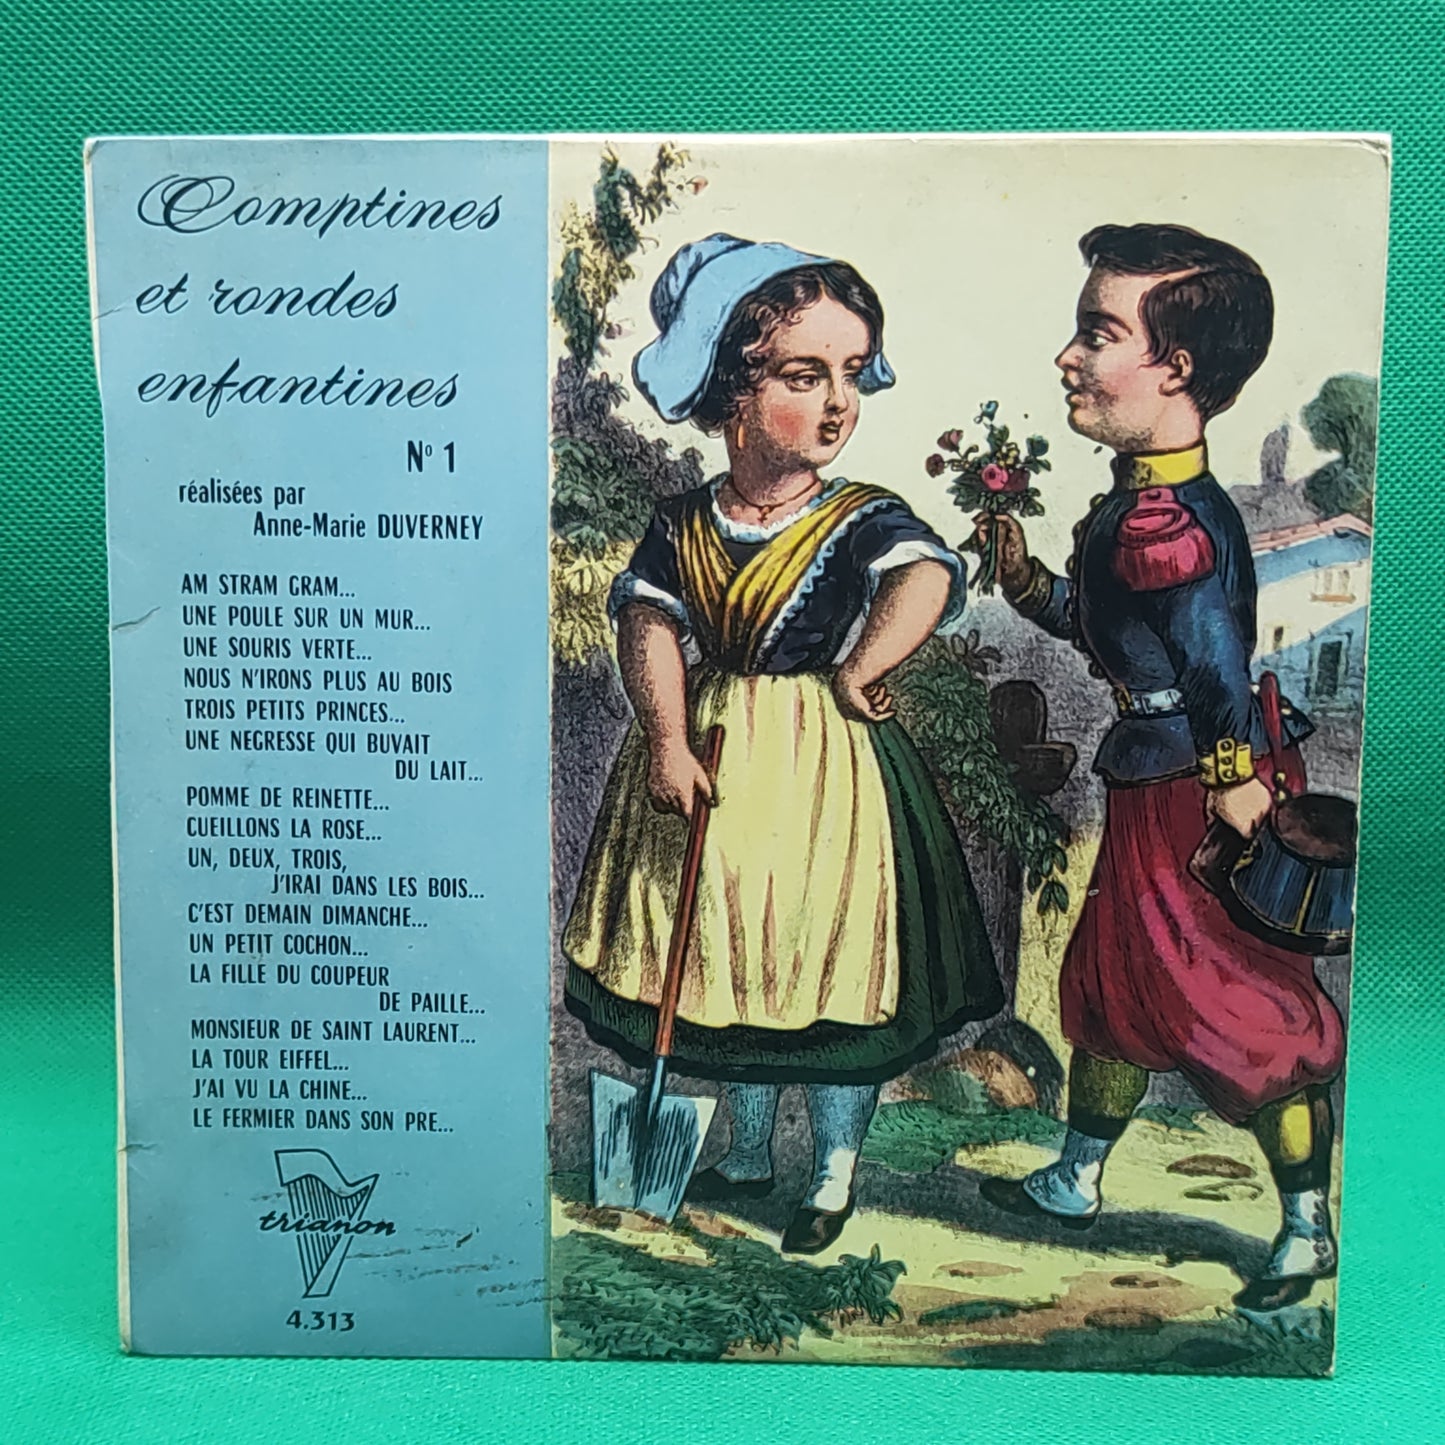 Comptines
et rondes
enfantines
Nº 1
réalisées par
Anne-Marie DUVERNEY
AM STRAM GRAM...
UNE POULE SUR UN MUR...
UNE SOURIS VERTE...
NOUS N'IRONS PLUS AU BOIS
TROIS PETITS PRINCES...
UNE NEGRESSE QUI BUVAIT
DU LAIT...
POMME DE REINETTE...
CUEILLONS LA ROSE...
UN, DEUX, TROIS,
J'IRAI DANS LES BOIS...
C'EST DEMAIN DIMANCHE...
UN PETIT COCHON...
LA FILLE DU COUPEUR
DE PAILLE...
MONSIEUR DE SAINT LAURENT...
LA TOUR EIFFEL...
J'AI VU LA CHINE...
LE FERMIER DANS SON PRE...
trianon
4.313